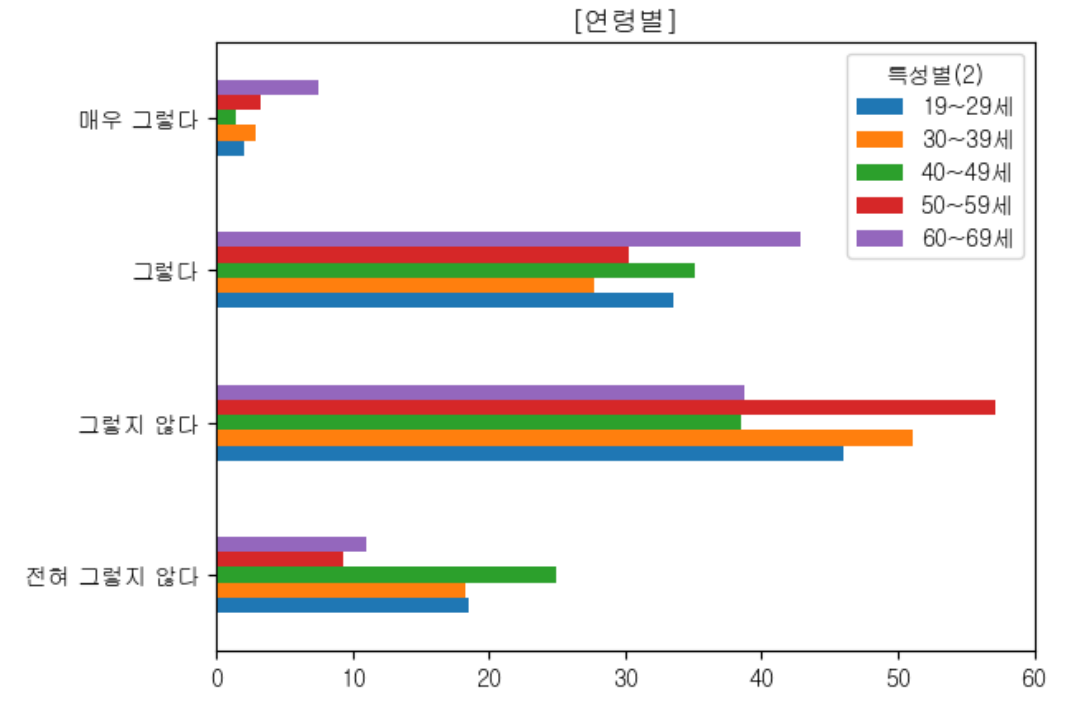 [연령별]
특성별(2)
19~29세
30~39세
40~49세
50~59세
60~69세
매우 그렇다
그렇다
그렇지 않다
전혀 그렇지 않다
0 10 20 30 40 50 60